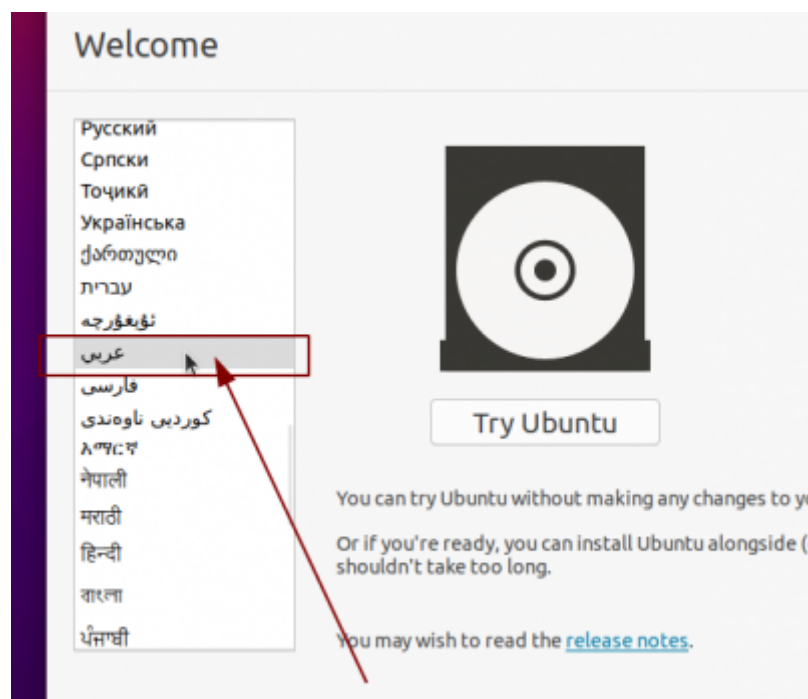 Welcome
Русский
Српски
Тоҷикӣ
Українська
ქართული
עברית
ئۇيغۇرچە
عربي
فارسی
كوردیی ناوەندی
አማርኛ
नेपाली
मराठी
हिन्दी
বাংলা
ਪੰਜਾਬੀ
Try Ubuntu
You can try Ubuntu without making any changes to
Or if you're ready, you can install Ubuntu alongside (
shouldn't take too long.
You may wish to read the release notes.